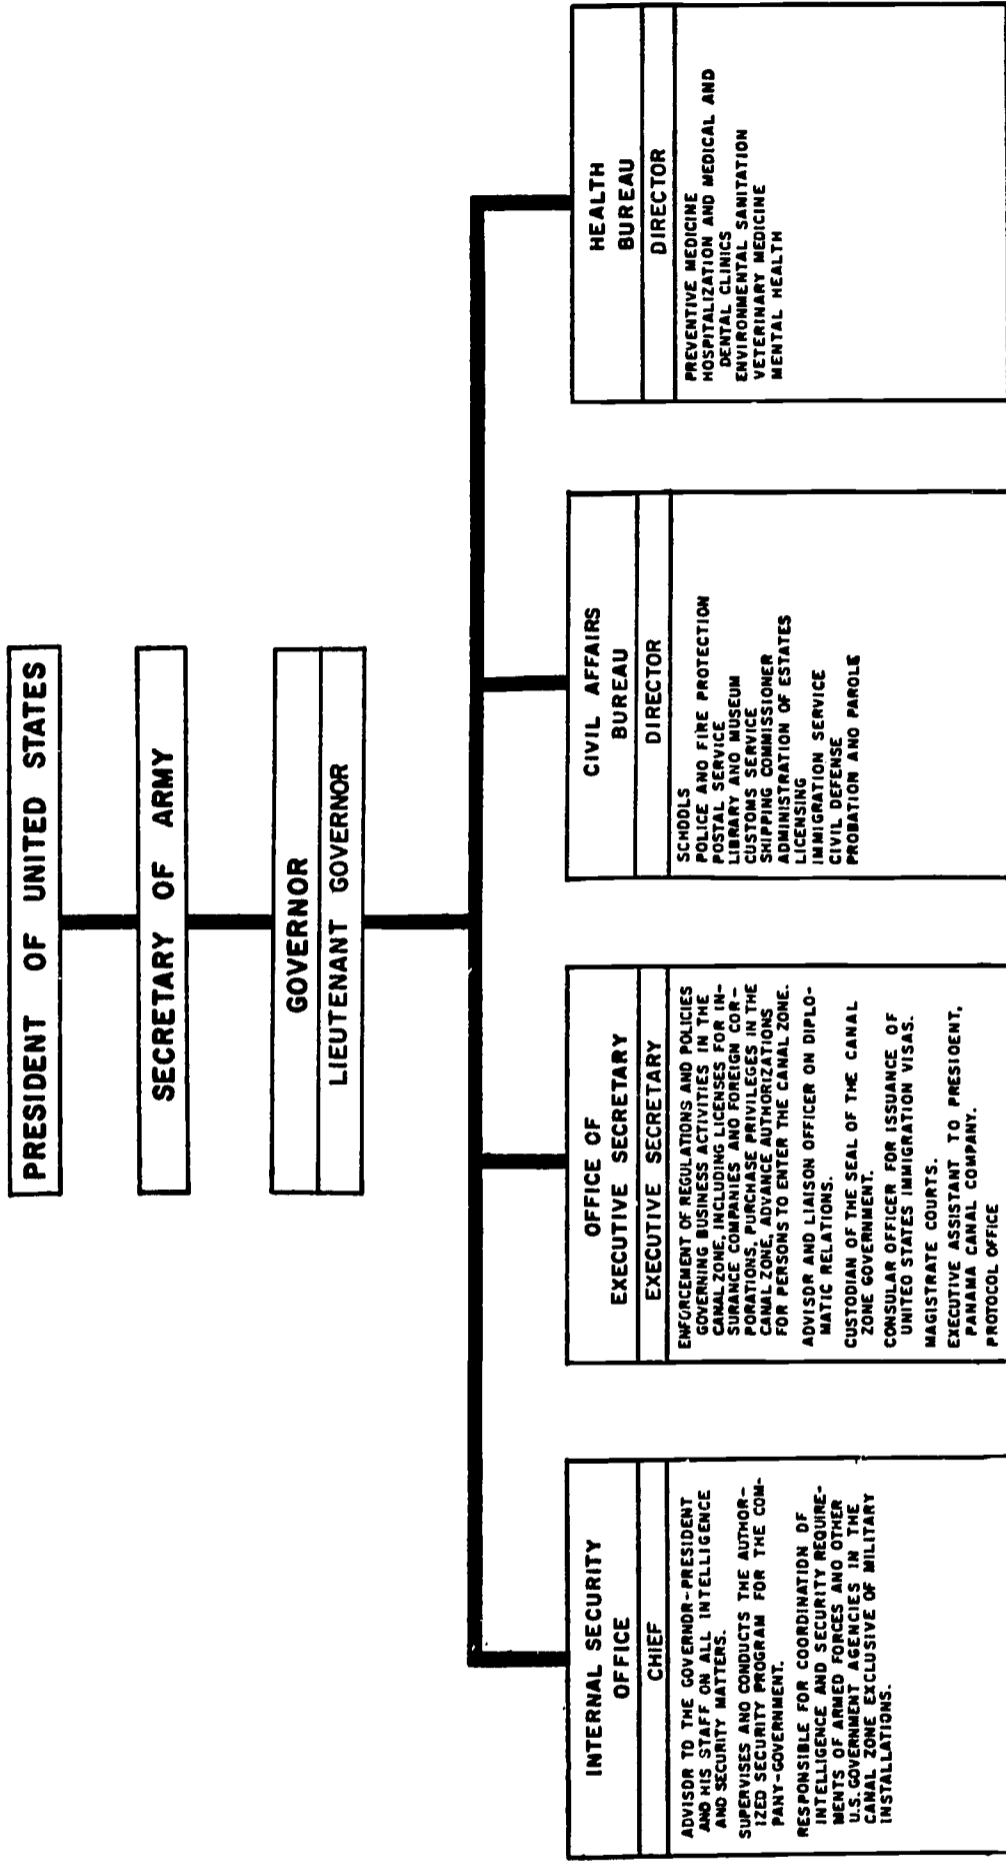 PRESIDENT OF UNITED STATES
SECRETARY OF ARMY
GOVERNOR
LIEUTENANT GOVERNOR
INTERNAL SECURITY
OFFICE
CHIEF
ADVISOR TO THE GOVERNOR-PRESIDENT
AND HIS STAFF ON ALL INTELLIGENCE
AND SECURITY MATTERS.
SUPERVISES AND CONDUCTS THE AUTHOR-
IZED SECURITY PROGRAM FOR THE COM-
PANY-GOVERNMENT.
RESPONSIBLE FOR COORDINATION OF
INTELLIGENCE AND SECURITY REQUIRE-
MENTS OF ARMED FORCES AND OTHER
U.S. GOVERNMENT AGENCIES IN THE
CANAL ZONE EXCLUSIVE OF MILITARY
INSTALLATIONS.
OFFICE OF
EXECUTIVE SECRETARY
EXECUTIVE SECRETARY
ENFORCEMENT OF REGULATIONS AND POLICIES
GOVERNING BUSINESS ACTIVITIES IN THE
CANAL ZONE, INCLUDING LICENSES FOR IN-
SURANCE COMPANIES AND FOREIGN COR-
PORATIONS, PURCHASE PRIVILEGES IN THE
CANAL ZONE, ADVANCE AUTHORIZATIONS
FOR PERSONS TO ENTER THE CANAL ZONE.
ADVISOR AND LIAISON OFFICER ON DIPLO-
MATIC RELATIONS.
CUSTODIAN OF THE SEAL OF THE CANAL
ZONE GOVERNMENT.
CONSULAR OFFICER FOR ISSUANCE OF
UNITED STATES IMMIGRATION VISAS.
MAGISTRATE COURTS.
EXECUTIVE ASSISTANT TO PRESIDENT,
PANAMA CANAL COMPANY.
PROTOCOL OFFICE
CIVIL AFFAIRS
BUREAU
DIRECTOR
SCHOOLS
POLICE AND FIRE PROTECTION
POSTAL SERVICE
LIBRARY AND MUSEUM
CUSTOMS SERVICE
SHIPPING COMMISSIONER
ADMINISTRATION OF ESTATES
LICENSING
IMMIGRATION SERVICE
CIVIL DEFENSE
PROBATION AND PAROLE
HEALTH
BUREAU
DIRECTOR
PREVENTIVE MEDICINE
HOSPITALIZATION AND MEDICAL AND
DENTAL CLINICS
ENVIRONMENTAL SANITATION
VETERINARY MEDICINE
MENTAL HEALTH